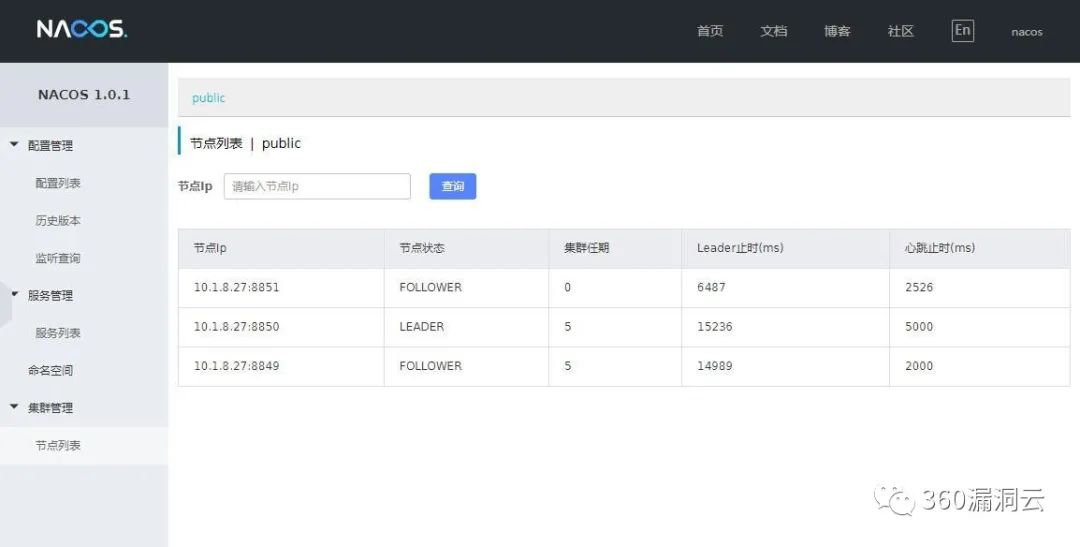 NACOS.
首页 文档 博客 社区 En nacos
NACOS 1.0.1
配置管理
配置列表
历史版本
监听查询
服务管理
服务列表
命名空间
集群管理
节点列表
public
节点列表 | public
节点Ip 请输入节点Ip 查询
节点Ip 节点状态 集群任期 Leader止时(ms) 心跳止时(ms)
10.1.8.27:8851 FOLLOWER 0 6487 2526
10.1.8.27:8850 LEADER 5 15236 5000
10.1.8.27:8849 FOLLOWER 5 14989 2000
360漏洞云